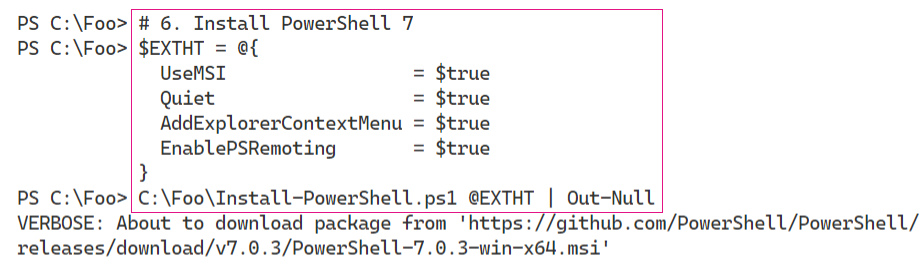 PS C:\Foo> # 6. Install PowerShell 7
PS C:\Foo> $EXTHT = @{
  UseMSI                 = $true
  Quiet                  = $true
  AddExplorerContextMenu = $true
  EnablePSRemoting       = $true
}
PS C:\Foo> C:\Foo\Install-PowerShell.ps1 @EXTHT | Out-Null
VERBOSE: About to download package from 'https://github.com/PowerShell/PowerShell/
releases/download/v7.0.3/PowerShell-7.0.3-win-x64.msi'